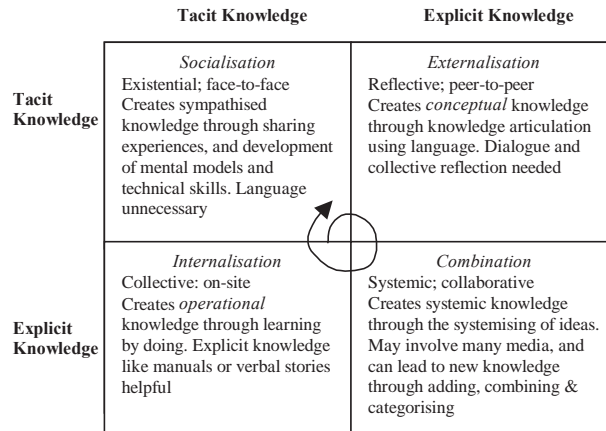 Tacit Knowledge
Explicit Knowledge
Tacit
Knowledge
Socialisation
Existential; face-to-face
Creates sympathised
knowledge through sharing
experiences, and development
of mental models and
technical skills. Language
unnecessary
Externalisation
Reflective; peer-to-peer
Creates conceptual knowledge
through knowledge articulation
using language. Dialogue and
collective reflection needed
Explicit
Knowledge
Internalisation
Collective: on-site
Creates operational
knowledge through learning
by doing. Explicit knowledge
like manuals or verbal stories
helpful
Combination
Systemic; collaborative
Creates systemic knowledge
through the systemising of ideas.
May involve many media, and
can lead to new knowledge
through adding, combining &
categorising